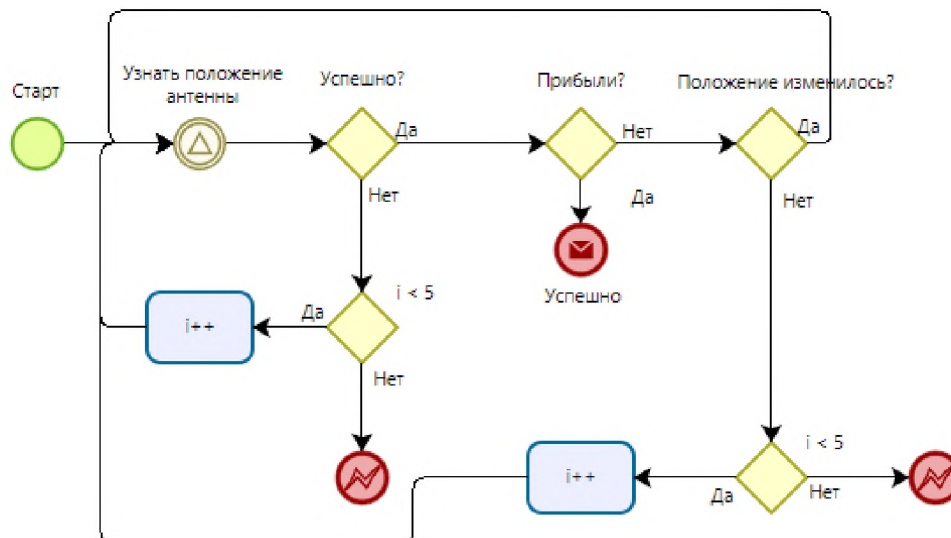 Старт
Узнать положение
антенны
Успешно?
Прибыли?
Положение изменилось?
Да
Нет
Да
Нет
Да
Нет
Успешно
i < 5
Да
i++
Нет
i < 5
i++
Да
Нет